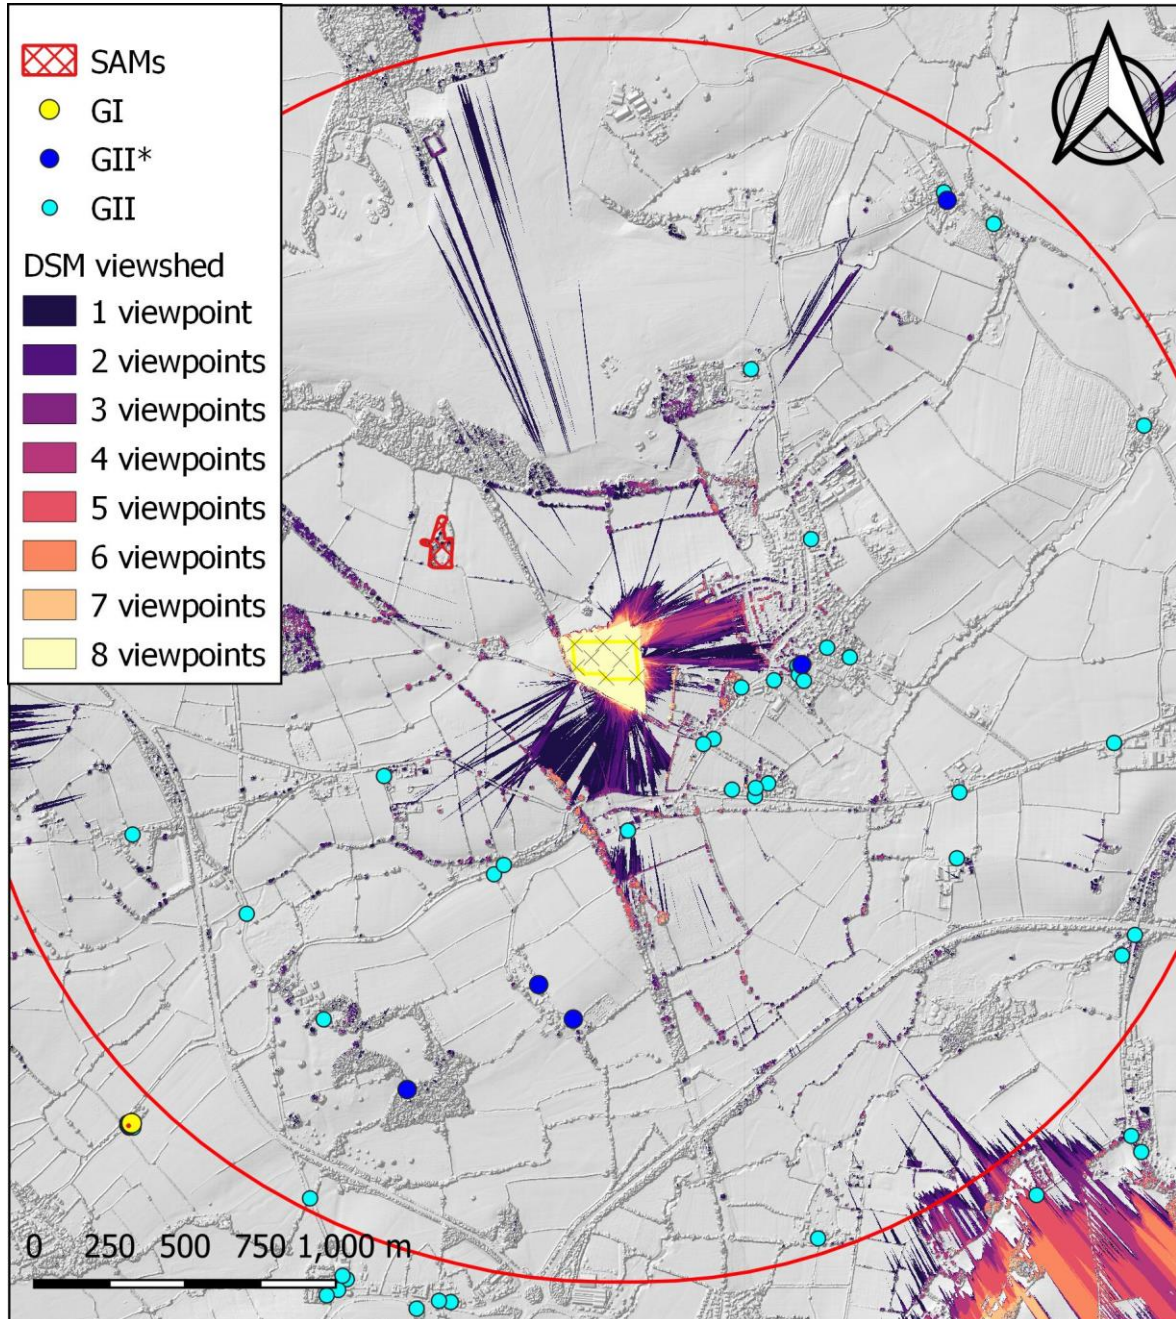 SAMs
GI
GII*
GII
DSM viewshed
1 viewpoint
2 viewpoints
3 viewpoints
4 viewpoints
5 viewpoints
6 viewpoints
7 viewpoints
8 viewpoints
0 250 500 750 1,000 m